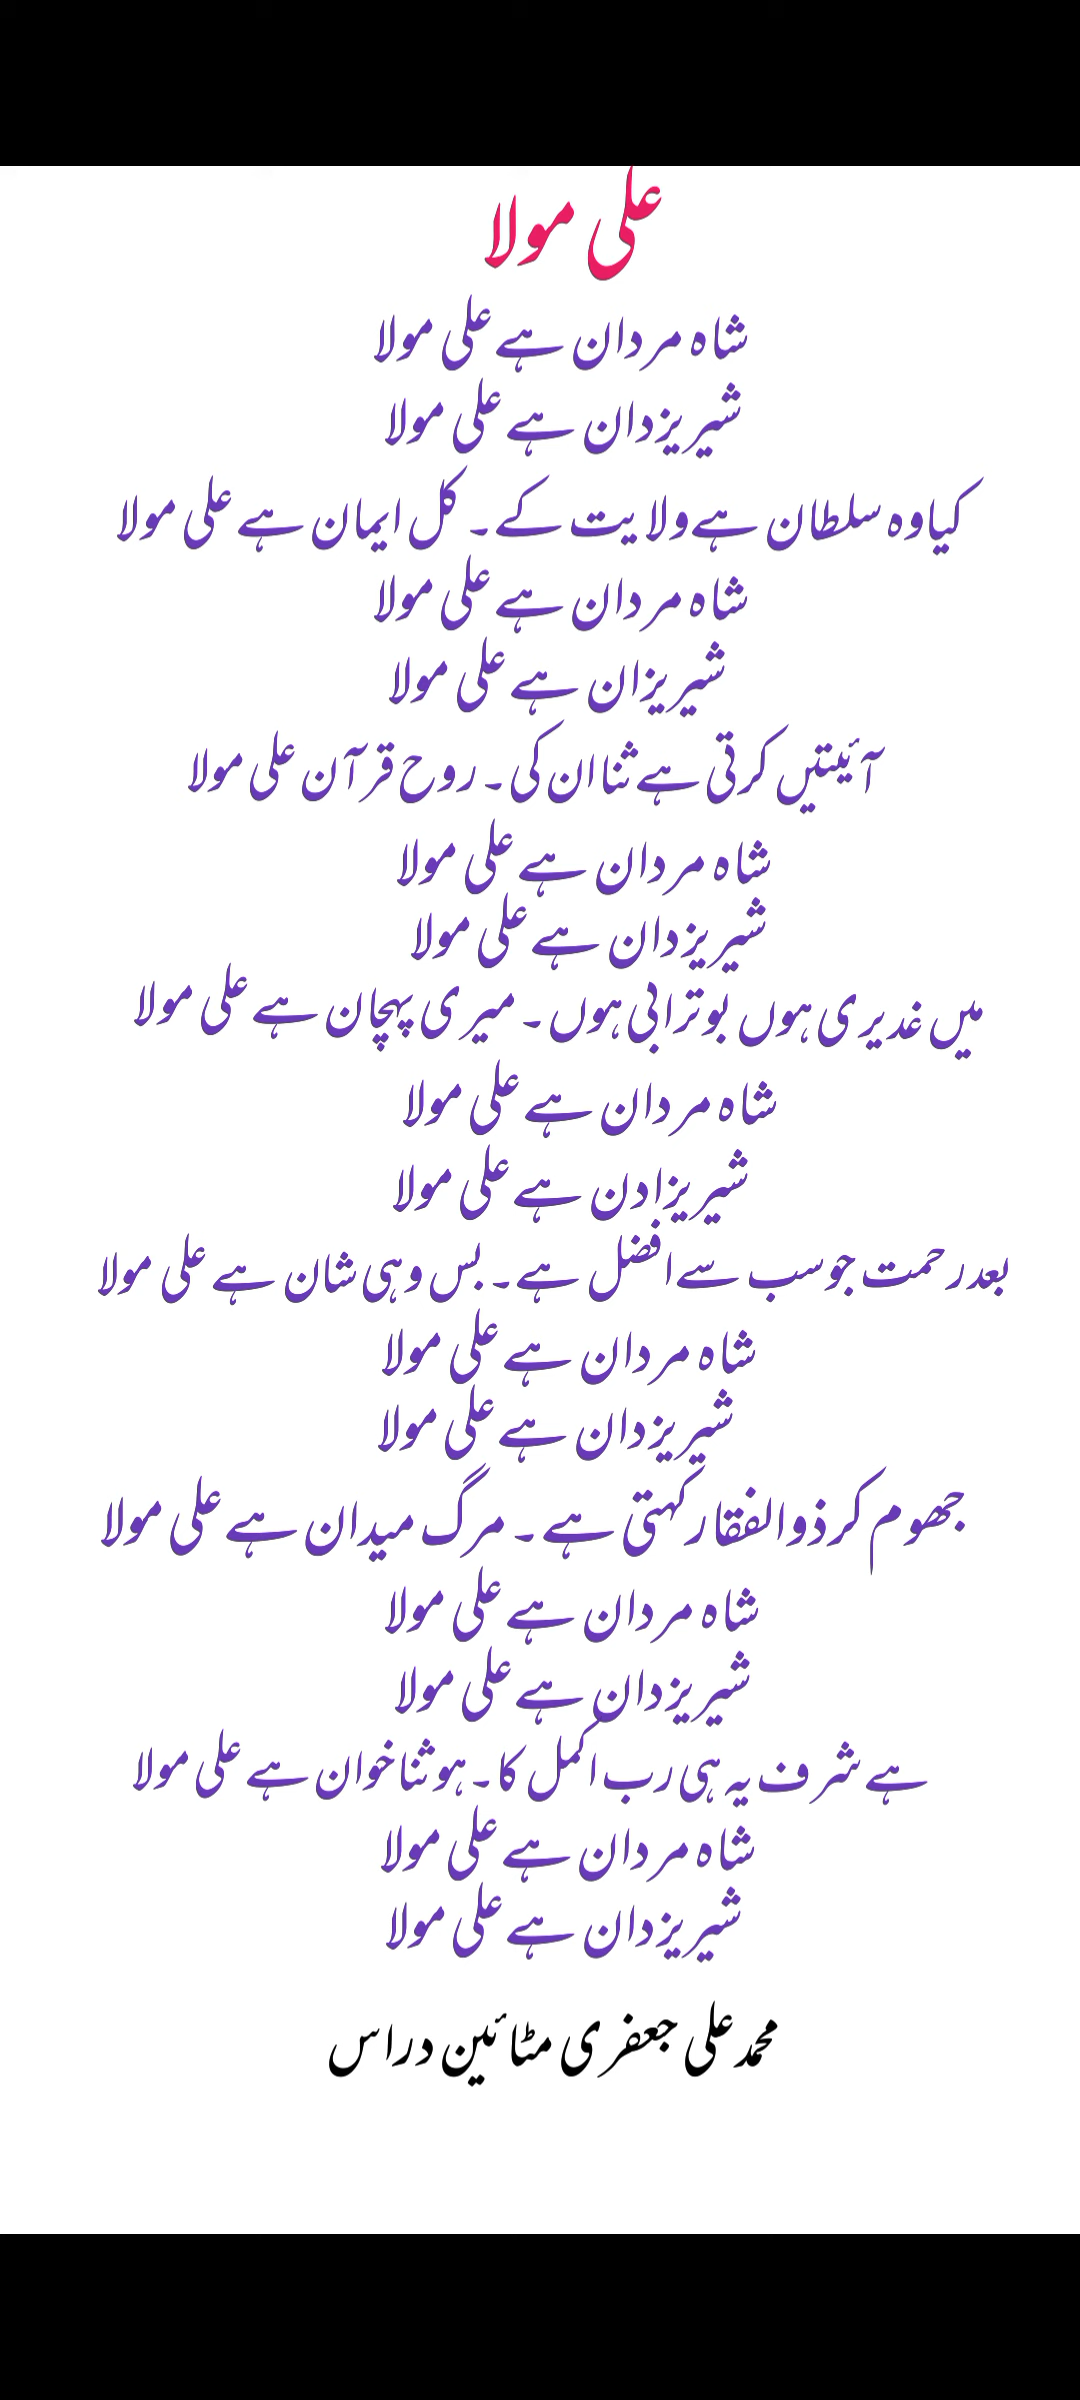 علی مولا
شاہ مردان ہے علی مولا
شیر یزدان ہے علی مولا
کیاوہ سلطان ہے ولا یت کے۔ کل ایمان ہے علی مولا
شاہ مردان ہے علی مولا
شیر یزان ہے علی مولا
آئیتیں کرتی ہے ثنا ان کی۔ روح قرآن علی مولا
شاہ مردان ہے علی مولا
شیر یزدان ہے علی مولا
میں غدیری ہوں بوترابی ہوں۔ میری پہچان ہے علی مولا
شاہ مردان ہے علی مولا
شیر یزادن ہے علی مولا
بعد رحمت جو سب سے افضل ہے۔ بس وہی شان ہے علی مولا
شاہ مردان ہے علی مولا
شیر یزدان ہے علی مولا
جھوم کر ذوالفقار کہتی ہے۔ مرگ میدان ہے علی مولا
شاہ مردان ہے علی مولا
شیر یزدان ہے علی مولا
ہے شرف یہ ہی رب اکمل کا۔ ہو ثنا خوان ہے علی مولا
شاہ مردان ہے علی مولا
شیر یزدان ہے علی مولا
محمد علی جعفری مٹائین دراس